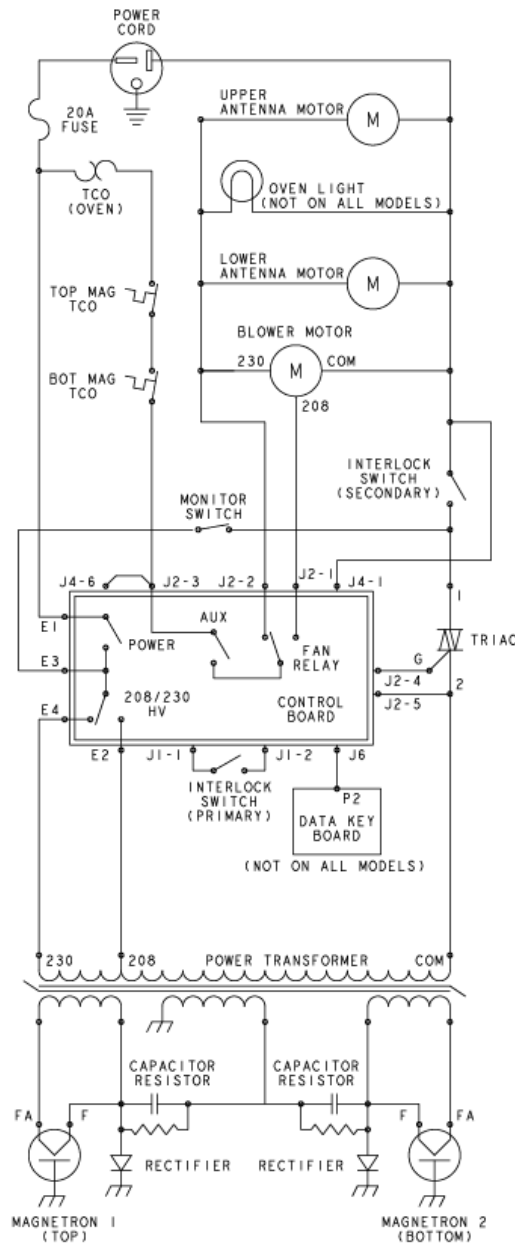 POWER
CORD
20A
FUSE
UPPER
ANTENNA MOTOR
M
TCO
(OVEN)
OVEN LIGHT
(NOT ON ALL MODELS)
TOP MAG
TCO
LOWER
ANTENNA MOTOR
M
BLOWER MOTOR
230
M
COM
208
BOT MAG
TCO
INTERLOCK
SWITCH
(SECONDARY)
MONITOR
SWITCH
J4-6
J2-3
J2-2
J2-1
J4-1
1
E1
POWER
AUX
FAN
RELAY
TRIAC
G
E3
J2-4
2
J2-5
E4
208/230
HV
CONTROL
BOARD
E2
J1-1
J1-2
J6
INTERLOCK
SWITCH
(PRIMARY)
P2
DATA KEY
BOARD
(NOT ON ALL MODELS)
230
208
POWER TRANSFORMER
COM
CAPACITOR
RESISTOR
CAPACITOR
RESISTOR
FA
F
F
FA
RECTIFIER
RECTIFIER
MAGNETRON 1
(TOP)
MAGNETRON 2
(BOTTOM)